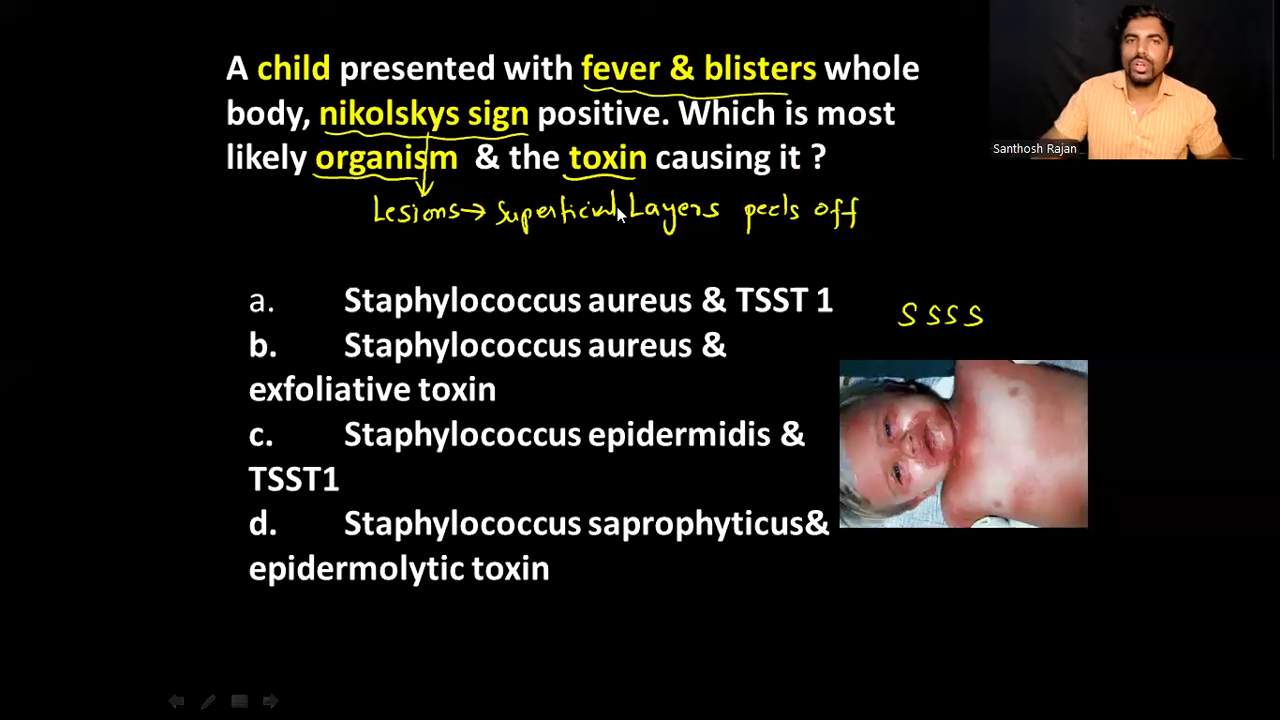 A child presented with fever & blisters whole
body, nikolskys sign positive. Which is most
likely organism & the toxin causing it ?
Santhosh Rajan
Lesions → Superficial Layers peels off
a. Staphylococcus aureus & TSST 1
b. Staphylococcus aureus &
exfoliative toxin
c. Staphylococcus epidermidis &
TSST1
d. Staphylococcus saprophyticus&
epidermolytic toxin
SSSS